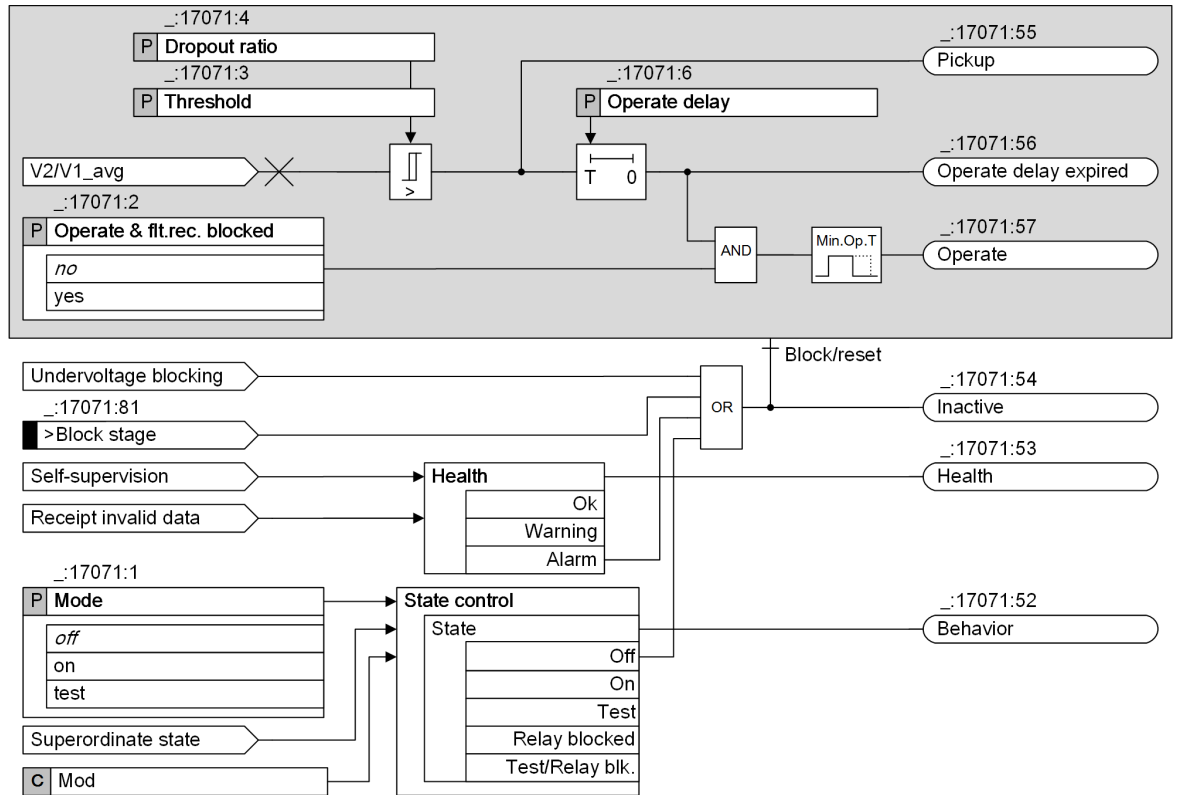 _:17071:4
P Dropout ratio
_:17071:3
P Threshold
_:17071:6
P Operate delay
_:17071:55
Pickup
V2/V1_avg
>
T 0
_:17071:56
Operate delay expired
_:17071:2
P Operate & flt.rec. blocked
no
yes
AND
Min.Op.T
_:17071:57
Operate
Block/reset
Undervoltage blocking
_:17071:81
>Block stage
OR
_:17071:54
Inactive
Self-supervision
Receipt invalid data
Health
Ok
Warning
Alarm
_:17071:53
Health
_:17071:1
P Mode
off
on
test
Superordinate state
C Mod
State control
State
Off
On
Test
Relay blocked
Test/Relay blk.
_:17071:52
Behavior